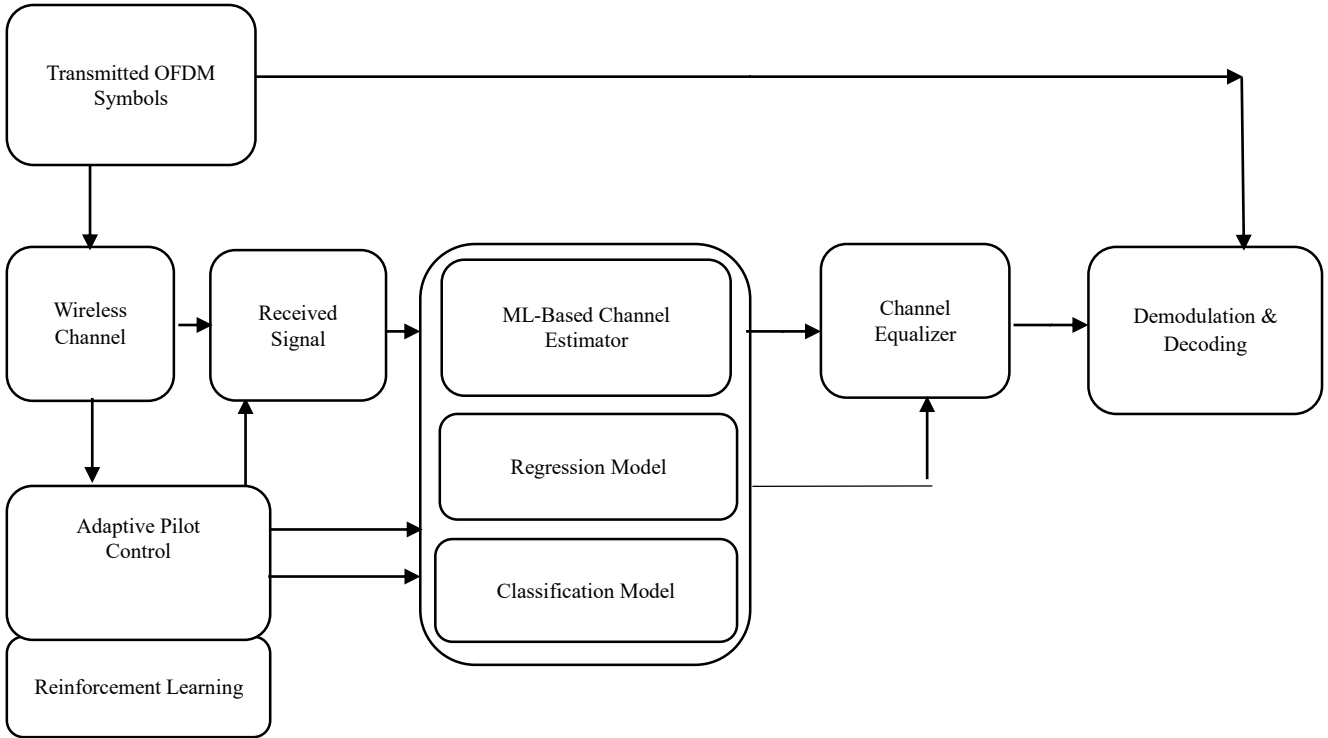 Transmitted OFDM
Symbols
Wireless
Channel
Received
Signal
ML-Based Channel
Estimator
Channel
Equalizer
Demodulation &
Decoding
Regression Model
Adaptive Pilot
Control
Classification Model
Reinforcement Learning